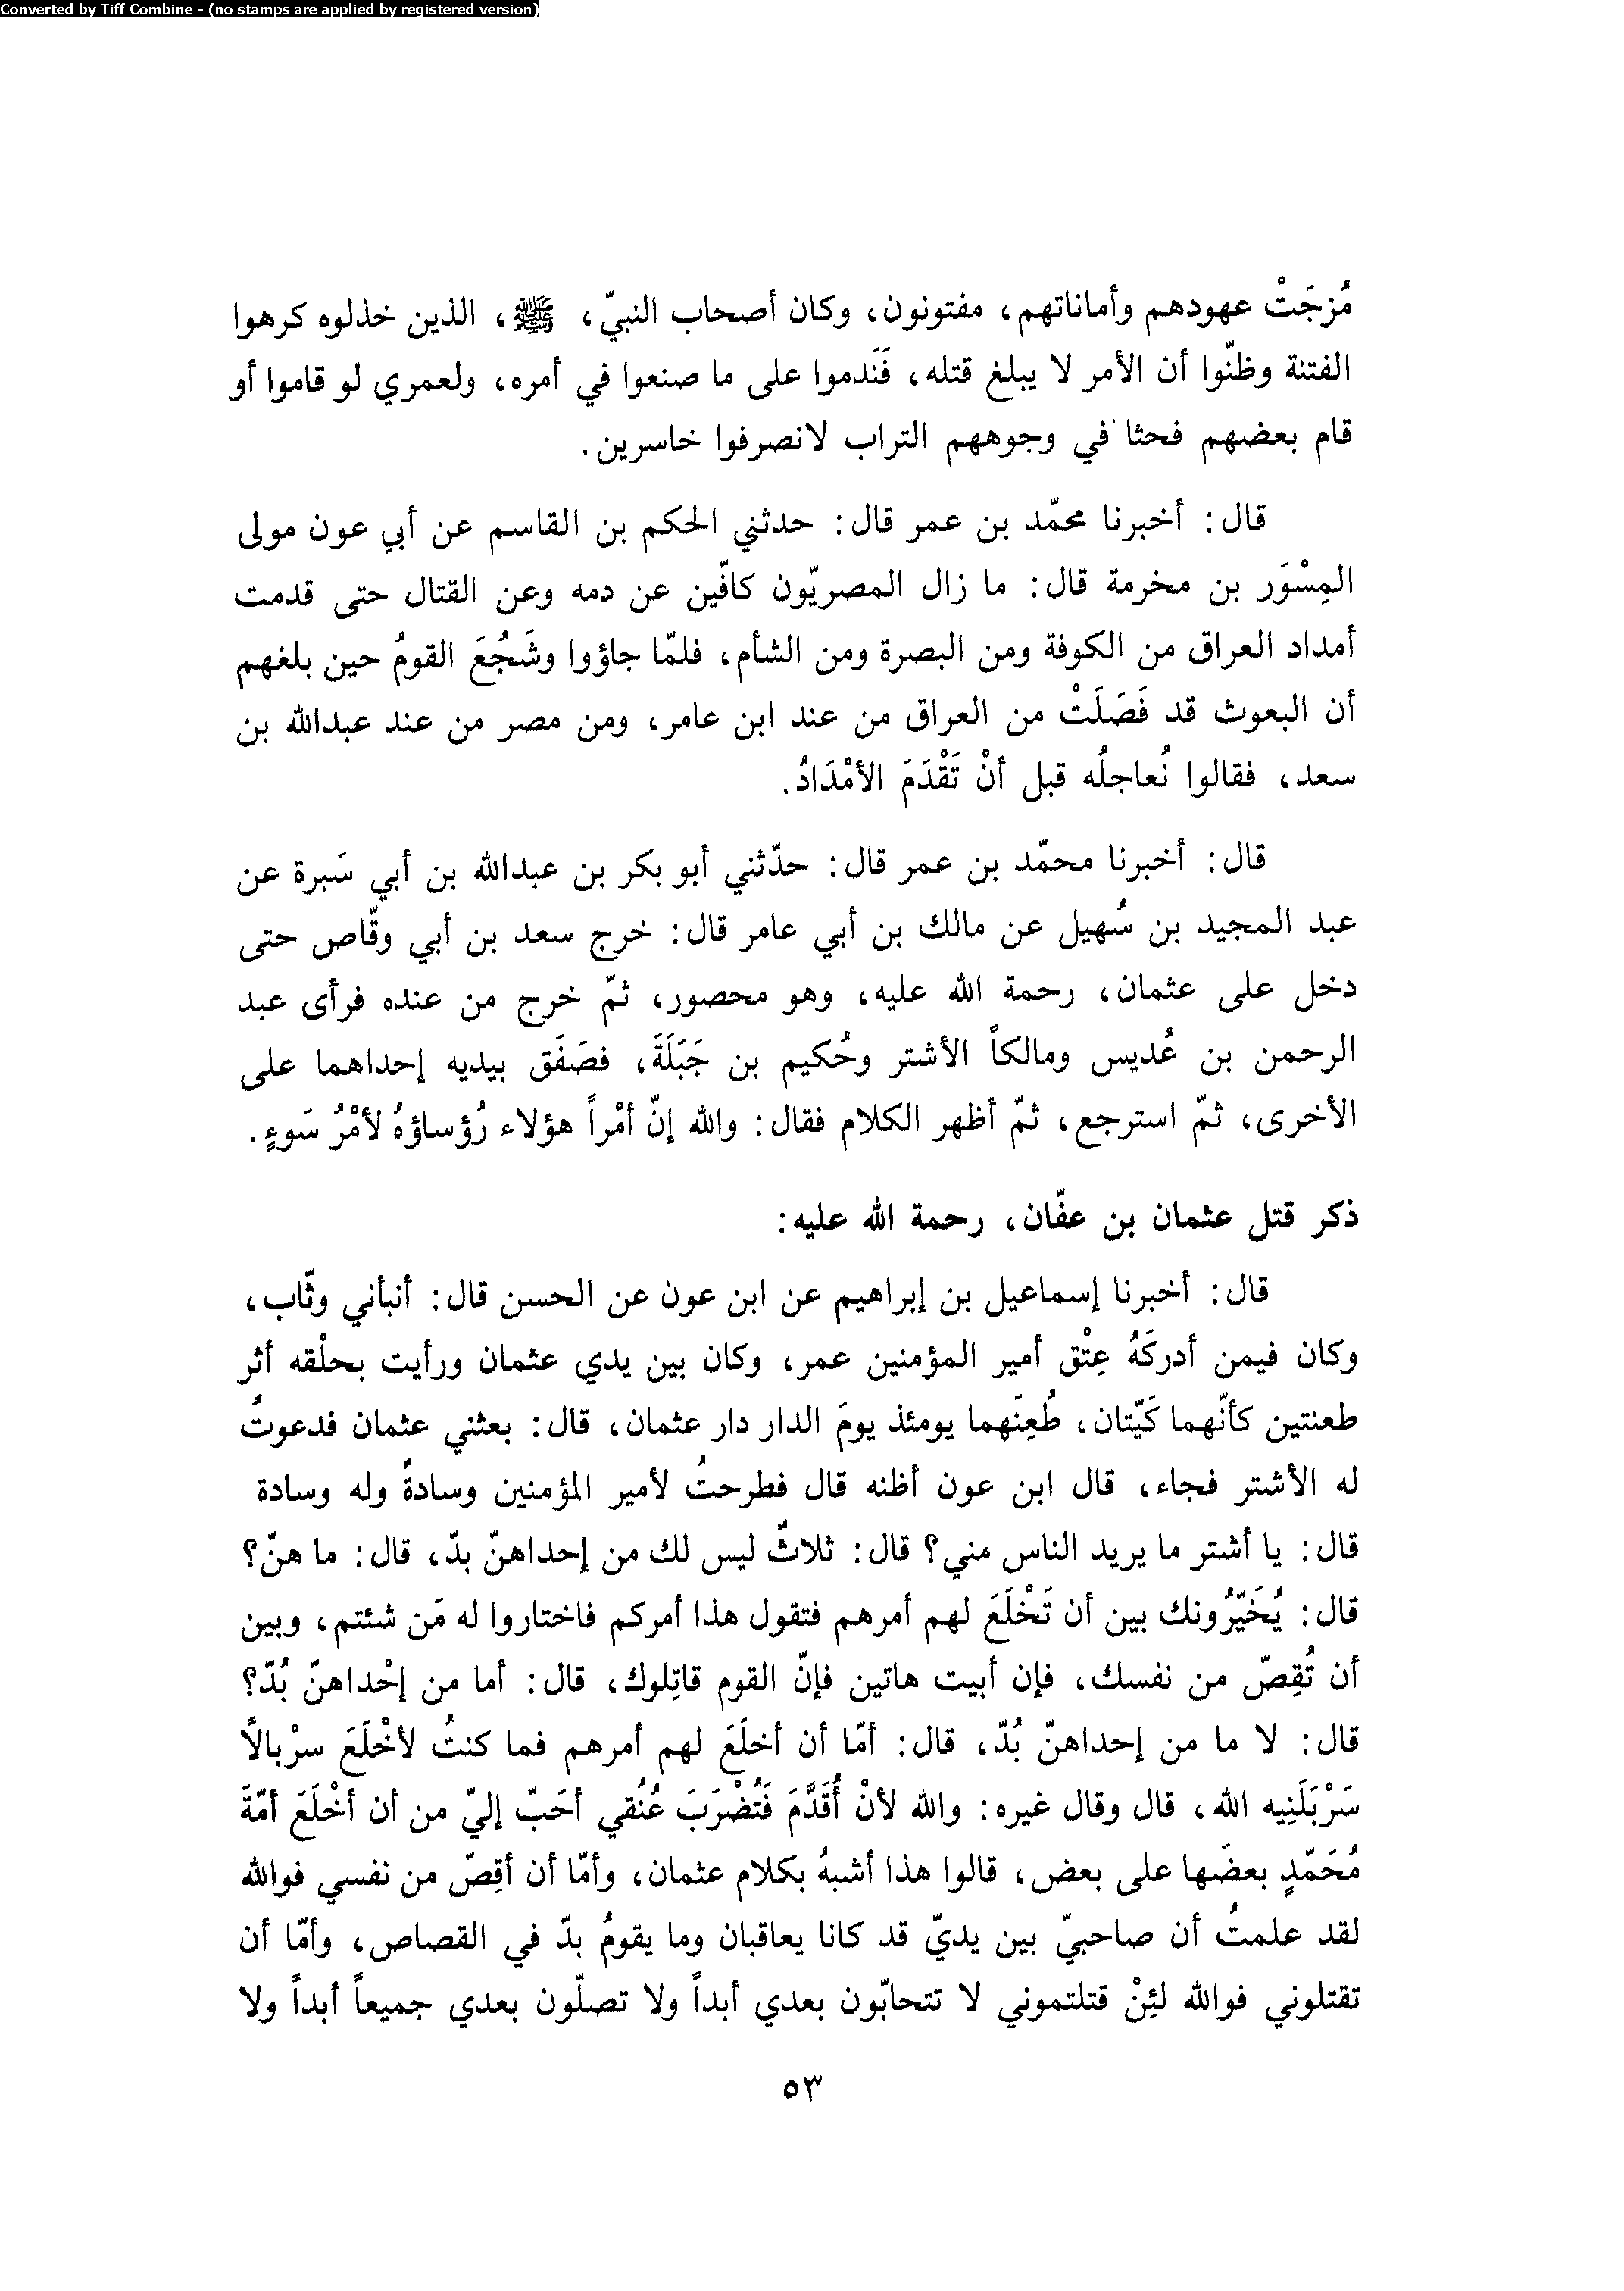 Converted by Tiff Combine - (no stamps are applied by registered version)
مُزجَتْ عهودهم وأماناتهم، مفتونون، وكان أصحاب النبيّ، ﷺ، الذين خذلوه كرهوا
الفتنة وظنّوا أن الأمر لا يبلغ قتله، فَنَدموا على ما صنعوا في أمره، ولعمري لو قاموا أو
قام بعضهم فحثا في وجوههم التراب لانصرفوا خاسرين.
قال: أخبرنا محمّد بن عمر قال: حدثني الحكم بن القاسم عن أبي عون مولى
المِسْوَر بن مخرمة قال: ما زال المصريّون كافّين عن دمه وعن القتال حتى قدمت
أمداد العراق من الكوفة ومن البصرة ومن الشأم، فلمّا جاؤوا وشَجُعَ القومُ حين بلغهم
أن البعوث قد فَصَلَتْ من العراق من عند ابن عامر، ومن مصر من عند عبدالله بن
سعد، فقالوا نُعاجلُه قبل أنْ تَقْدَمَ الأمْدَادُ.
قال: أخبرنا محمّد بن عمر قال: حدّثني أبو بكر بن عبدالله بن أبي سَبرة عن
عبد المجيد بن سُهيل عن مالك بن أبي عامر قال: خرج سعد بن أبي وقّاص حتى
دخل على عثمان، رحمة الله عليه، وهو محصور، ثمّ خرج من عنده فرأى عبد
الرحمن بن عُديس ومالكاً الأشتر وحُكيم بن جَبَلَةَ، فصَفَق بيديه إحداهما على
الأخرى، ثمّ استرجع، ثمّ أظهر الكلام فقال: والله إنّ أمْراً هؤلاء رُؤساؤهُ لأمْرُ سَوءٍ.
ذكر قتل عثمان بن عفّان، رحمة الله عليه:
قال: أخبرنا إسماعيل بن إبراهيم عن ابن عون عن الحسن قال: أنبأني وثّاب،
وكان فيمن أدركَهُ عِتْق أمير المؤمنين عمر، وكان بين يدي عثمان ورأيت بحلْقه أثر
طعنتين كأنّهما كَيّتان، طُعِنَهما يومئذ يومَ الدار دار عثمان، قال: بعثني عثمان فدعوتُ
له الأشتر فجاء، قال ابن عون أظنه قال فطرحتُ لأمير المؤمنين وسادةً وله وسادة
قال: يا أشتر ما يريد الناس مني؟ قال: ثلاثٌ ليس لك من إحداهنّ بدّ، قال: ما هنّ؟
قال: يُخَيّرُونك بين أن تَخْلَعَ لهم أمرهم فتقول هذا أمركم فاختاروا له مَن شئتم، وبين
أن تُقِصّ من نفسك، فإن أبيت هاتين فإنّ القوم قاتِلوك، قال: أما من إحْداهنّ بُدّ؟
قال: لا ما من إحداهنّ بُدّ، قال: أمّا أن أخلَعَ لهم أمرهم فما كنتُ لأخْلَعَ سرْبالاً
سَرْبَلَنِيه الله، قال وقال غيره: والله لأنْ أُقَدَّمَ فَتُضْرَبَ عُنُقي أحَبّ إليّ من أن أخْلَعَ أمّةَ
مُحَمّدٍ بعضَها على بعض، قالوا هذا أشبهُ بكلام عثمان، وأمّا أن أقِصّ من نفسي فوالله
لقد علمتُ أن صاحبيّ بين يديّ قد كانا يعاقبان وما يقومُ بدّ في القصاص، وأمّا أن
تقتلوني فوالله لئِنْ قتلتموني لا تتحابّون بعدي أبداً ولا تصلّون بعدي جميعاً أبداً ولا
٥٣